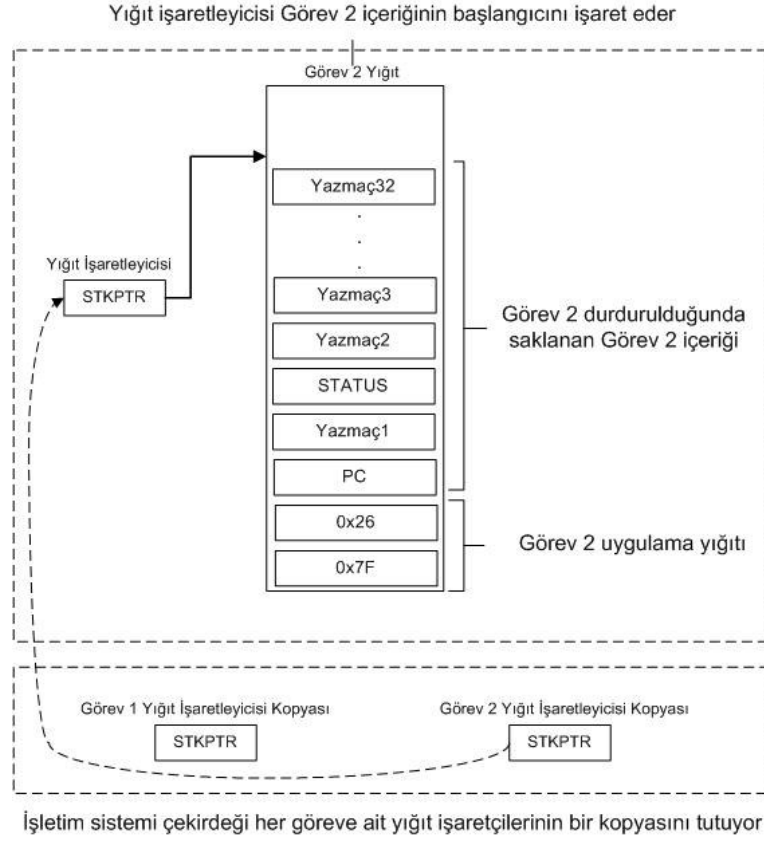 Yığıt işaretleyicisi Görev 2 içeriğinin başlangıcını işaret eder
Görev 2 Yığıt
Yazmaç32
.
.
.
Yığıt İşaretleyicisi
STKPTR
Yazmaç3
Yazmaç2
STATUS
Yazmaç1
PC
0x26
0x7F
Görev 2 durdurulduğunda
saklanan Görev 2 içeriği
Görev 2 uygulama yığıtı
Görev 1 Yığıt İşaretleyicisi Kopyası
STKPTR
Görev 2 Yığıt İşaretleyicisi Kopyası
STKPTR
İşletim sistemi çekirdeği her göreve ait yığıt işaretçilerinin bir kopyasını tutuyor